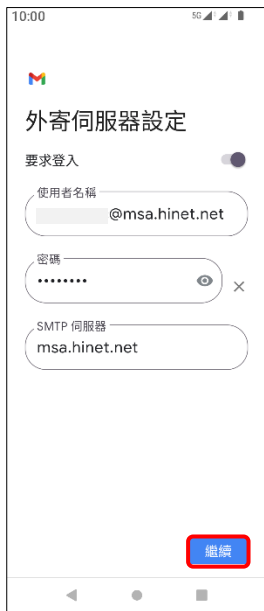 10:00 5G
外寄伺服器設定
要求登入
使用者名稱
@msa.hinet.net
密碼
••••••••
SMTP 伺服器
msa.hinet.net
繼續